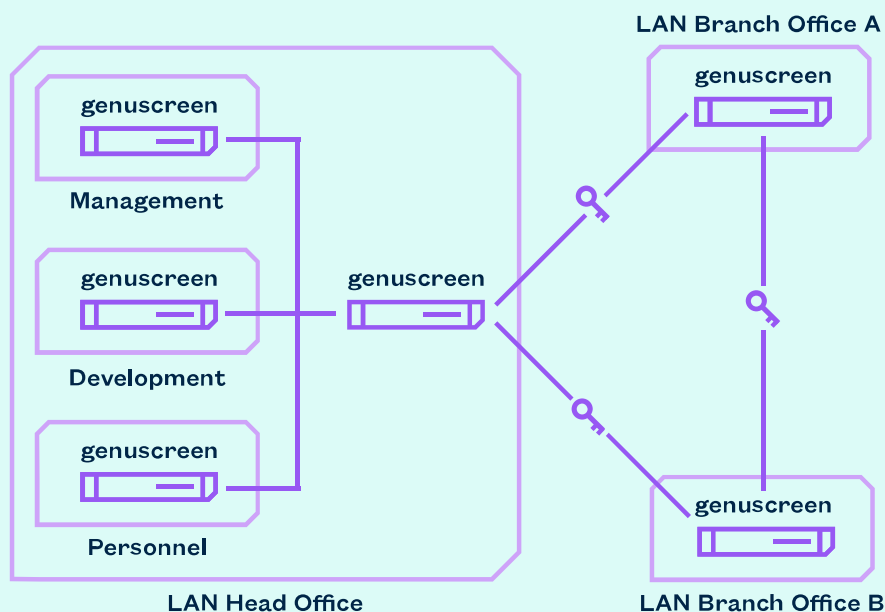 LAN Branch Office A
genuscreen
genuscreen
Management
genuscreen
genuscreen
Development
genuscreen
Personnel
genuscreen
LAN Head Office
LAN Branch Office B